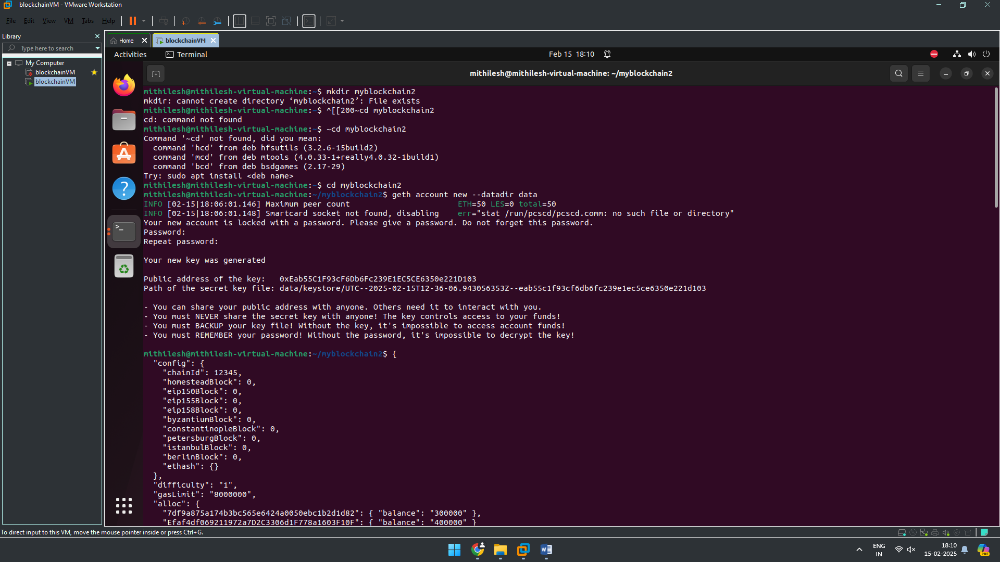 blockchainVM - VMware Workstation
File Edit View VM Tabs Help
Library
Type here to search
My Computer
blockchainVM
blockchainVM
Home
blockchainVM
Activities
Terminal
Feb 15 18:10
mithilesh@mithilesh-virtual-machine: ~/myblockchain2
mithilesh@mithilesh-virtual-machine:~$ mkdir myblockchain2
mkdir: cannot create directory ‘myblockchain2’: File exists
mithilesh@mithilesh-virtual-machine:~$ ^[[200~cd myblockchain2
cd: command not found
mithilesh@mithilesh-virtual-machine:~$ ~cd myblockchain2
Command '~cd' not found, did you mean:
  command 'hcd' from deb hfsutils (3.2.6-15build2)
  command 'mcd' from deb mtools (4.0.33-1+really4.0.32-1build1)
  command 'bcd' from deb bsdgames (2.17-29)
Try: sudo apt install <deb name>
mithilesh@mithilesh-virtual-machine:~$ cd myblockchain2
mithilesh@mithilesh-virtual-machine:~/myblockchain2$ geth account new --datadir data
INFO [02-15|18:06:01.146] Maximum peer count                       ETH=50 LES=0 total=50
INFO [02-15|18:06:01.148] Smartcard socket not found, disabling    err="stat /run/pcscd/pcscd.comm: no such file or directory"
Your new account is locked with a password. Please give a password. Do not forget this password.
Password:
Repeat password:
Your new key was generated
Public address of the key:   0xEab55C1F93cF6Db6Fc239E1EC5CE6350e221D103
Path of the secret key file: data/keystore/UTC--2025-02-15T12-36-06.943056353Z--eab55c1f93cf6db6fc239e1ec5ce6350e221d103
- You can share your public address with anyone. Others need it to interact with you.
- You must NEVER share the secret key with anyone! The key controls access to your funds!
- You must BACKUP your key file! Without the key, it's impossible to access account funds!
- You must REMEMBER your password! Without the password, it's impossible to decrypt the key!
mithilesh@mithilesh-virtual-machine:~/myblockchain2$ {
  "config": {
    "chainId": 12345,
    "homesteadBlock": 0,
    "eip150Block": 0,
    "eip155Block": 0,
    "eip158Block": 0,
    "byzantiumBlock": 0,
    "constantinopleBlock": 0,
    "petersburgBlock": 0,
    "istanbulBlock": 0,
    "berlinBlock": 0,
    "ethash": {}
  },
  "difficulty": "1",
  "gasLimit": "8000000",
  "alloc": {
    "7df9a875a174b3bc565e6424a0050ebc1b2d1d82": { "balance": "300000" },
    "Efaf4df069211972a7D2C3306d1F778a1603F10F": { "balance": "400000" }
To direct input to this VM, move the mouse pointer inside or press Ctrl+G.
ENG
IN
18:10
15-02-2025
PRE